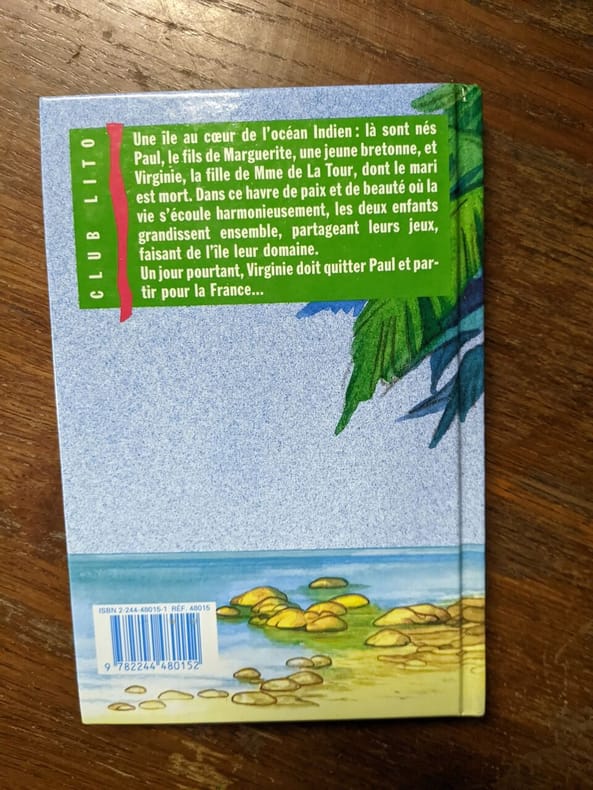 CLUB LITO
Une île au cœur de l'océan Indien : là sont nés
Paul, le fils de Marguerite, une jeune bretonne, et
Virginie, la fille de Mme de La Tour, dont le mari
est mort. Dans ce havre de paix et de beauté où la
vie s'écoule harmonieusement, les deux enfants
grandissent ensemble, partageant leurs jeux,
faisant de l'île leur domaine.
Un jour pourtant, Virginie doit quitter Paul et par-
tir pour la France...
ISBN 2-244-48015-1 RÉF. 48015
9 782244 480152